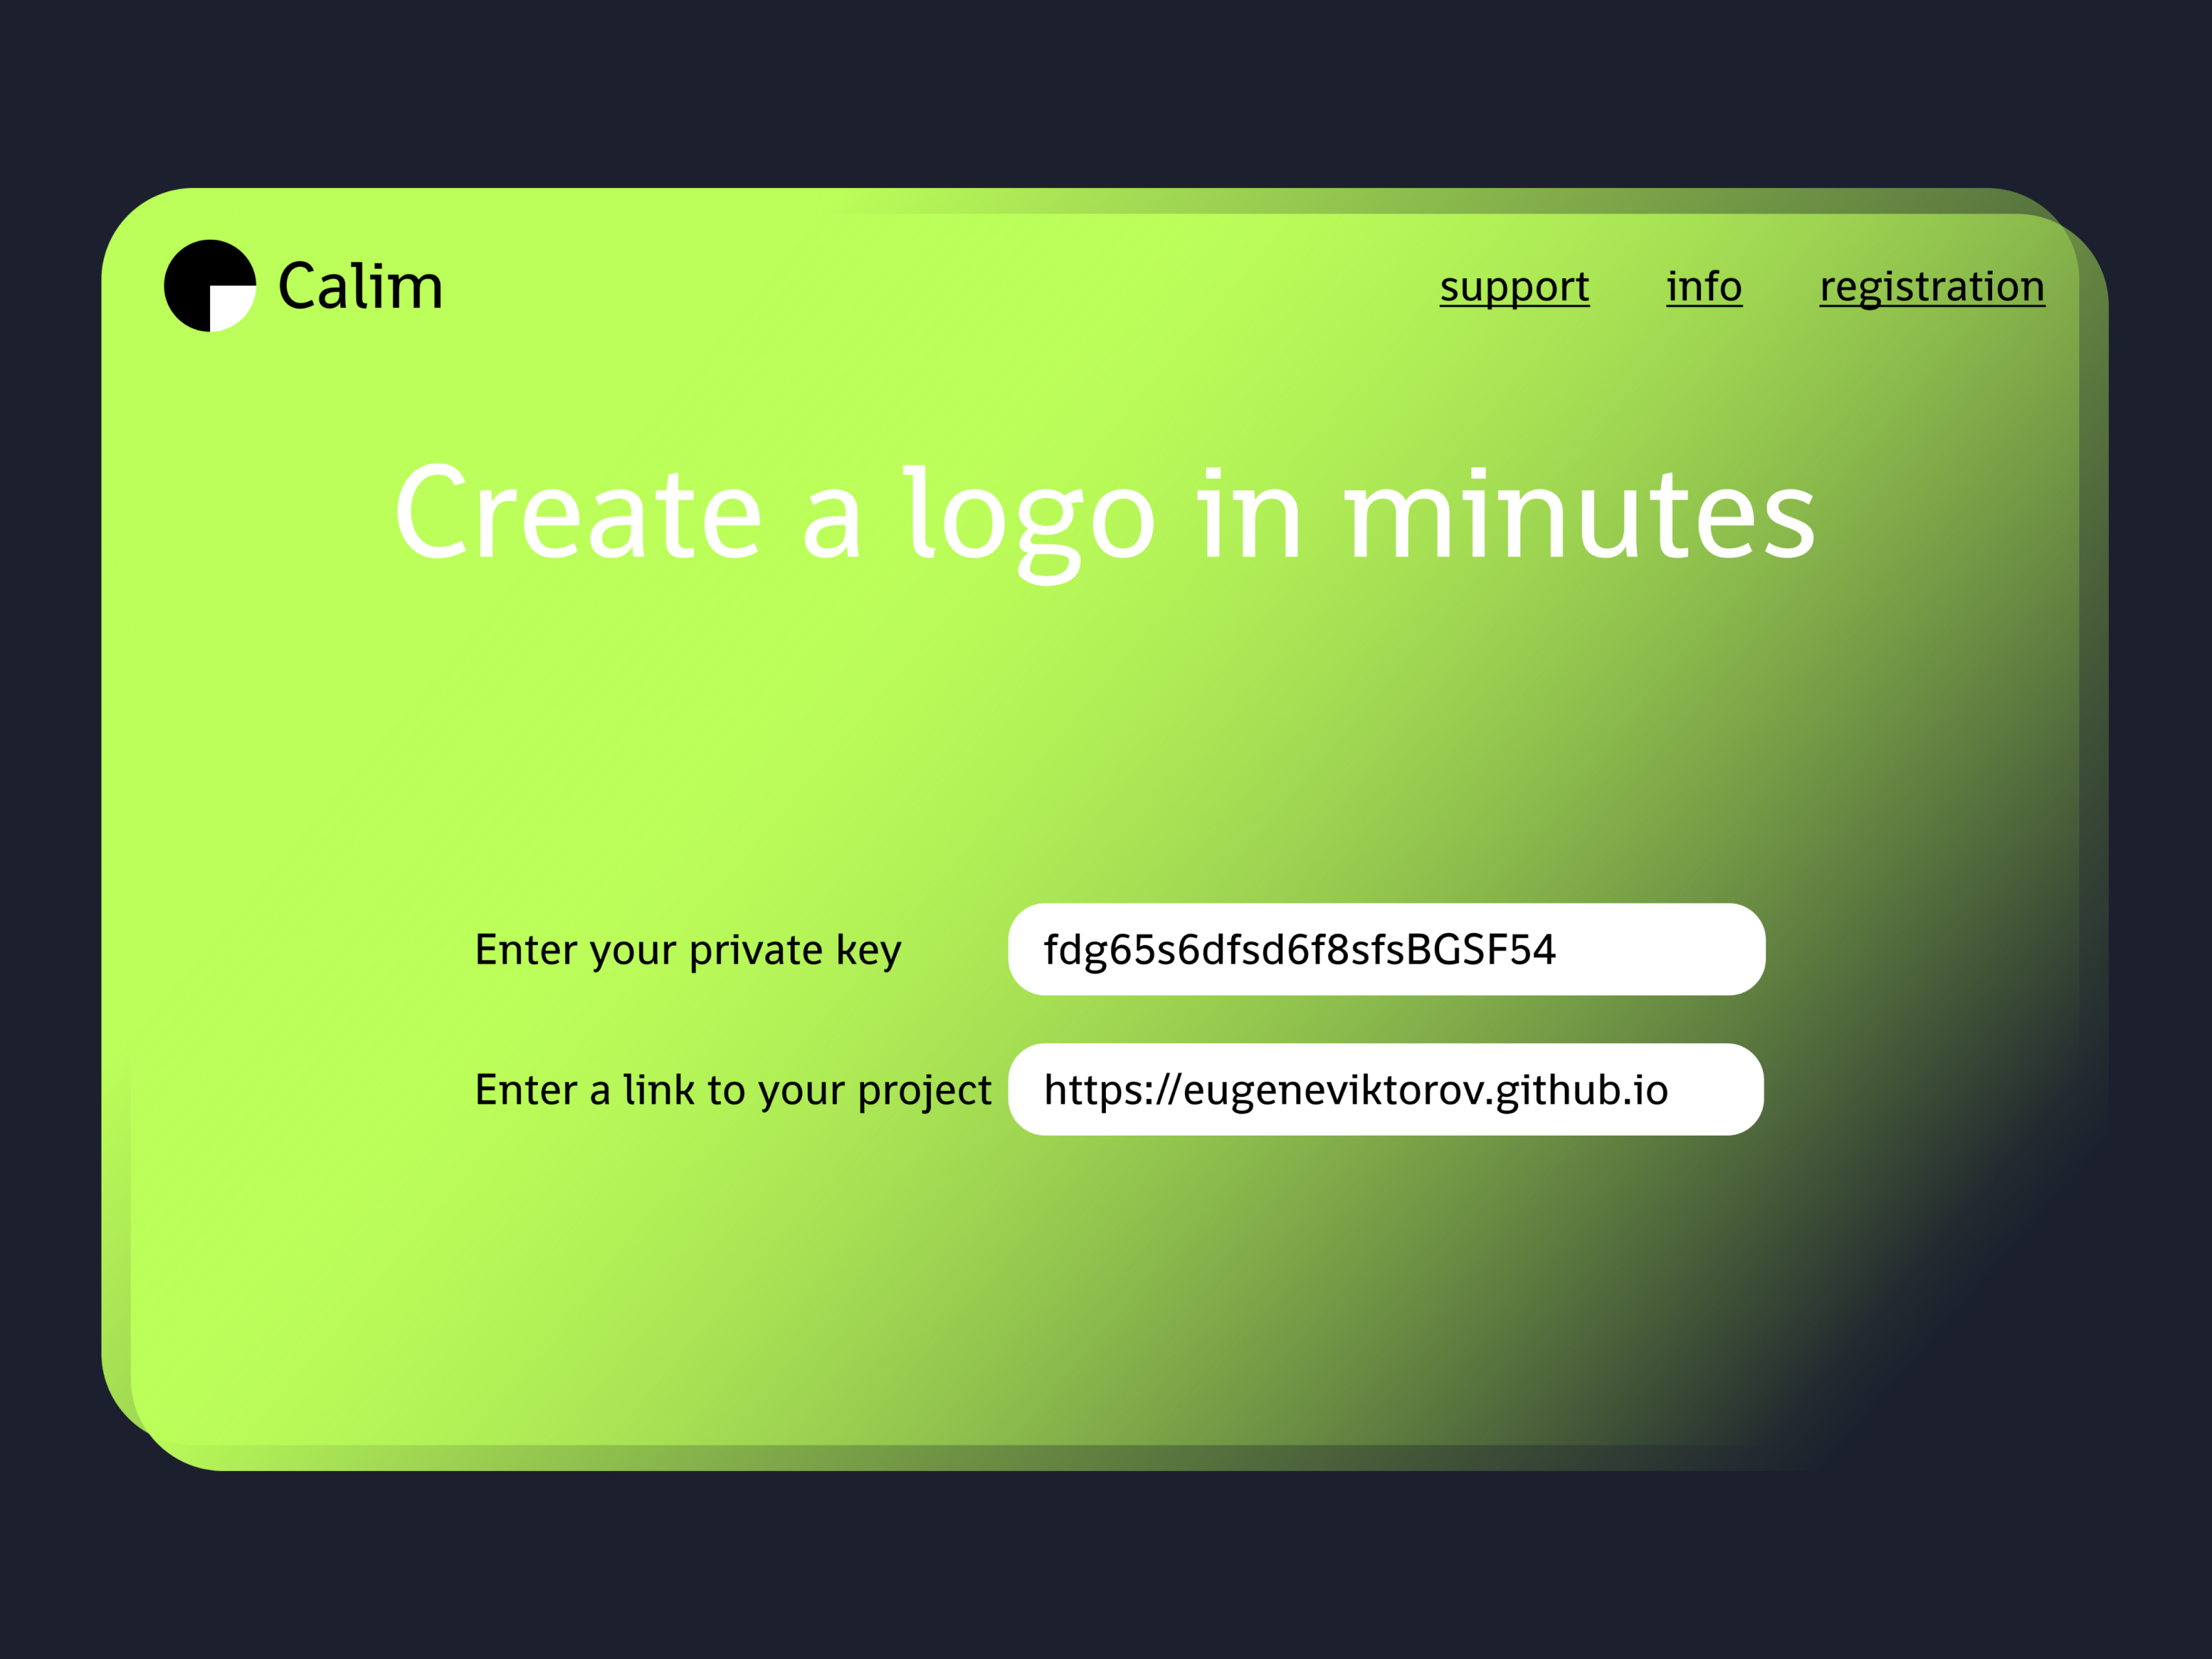 Calim
support info registration
Create a logo in minutes
Enter your private key fdg65s6dfsd6f8sfsBGSF54
Enter a link to your project https://eugeneviktorov.github.io